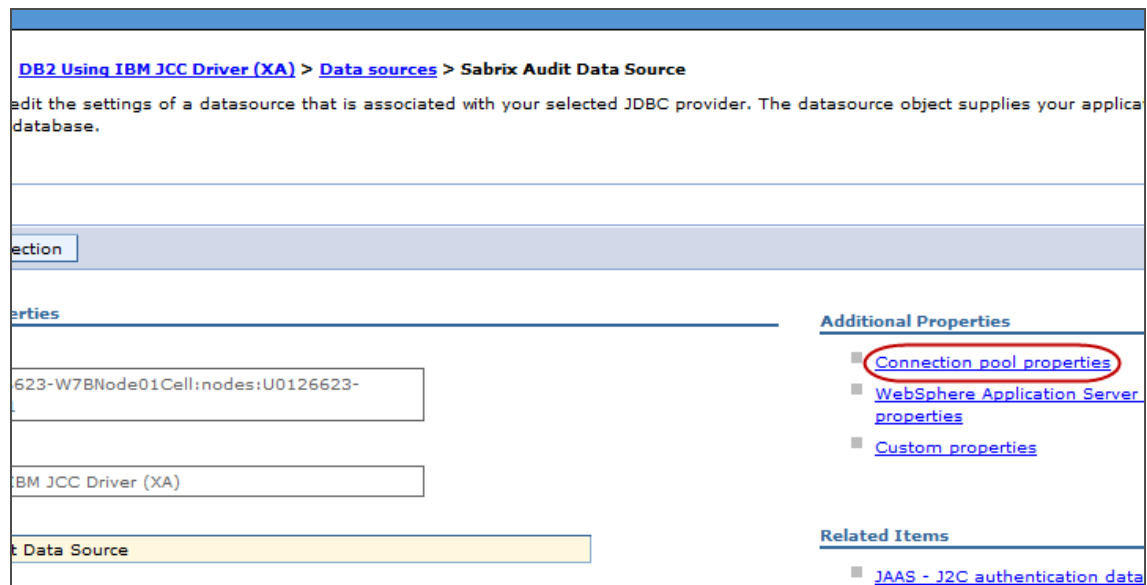 DB2 Using IBM JCC Driver (XA) > Data sources > Sabrix Audit Data Source
edit the settings of a datasource that is associated with your selected JDBC provider. The datasource object supplies your applica
database.
ection
erties
Additional Properties
Connection pool properties
6623-W7BNode01Cell:nodes:U0126623-
WebSphere Application Server
properties
Custom properties
IBM JCC Driver (XA)
t Data Source
Related Items
JAAS - J2C authentication data